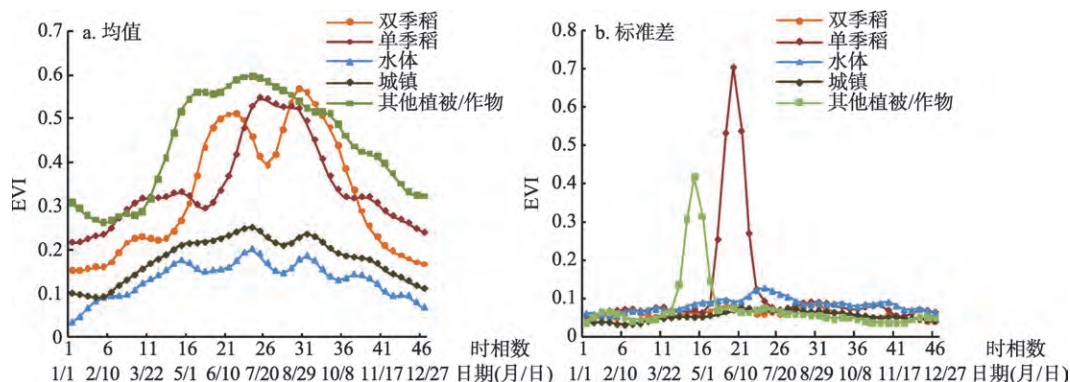 a. 均值
双季稻
单季稻
水体
城镇
其他植被/作物
EVI
0.7
0.6
0.5
0.4
0.3
0.2
0.1
0
1 6 11 16 21 26 31 36 41 46 时相数
1/1 2/10 3/22 5/1 6/10 7/20 8/29 10/8 11/17 12/27 日期(月/日)
b. 标准差
双季稻
单季稻
水体
城镇
其他植被/作物
EVI
0.8
0.7
0.6
0.5
0.4
0.3
0.2
0.1
0
1 6 11 16 21 26 31 36 41 46 时相数
1/1 2/10 3/22 5/1 6/10 7/20 8/29 10/8 11/17 12/27 日期(月/日)